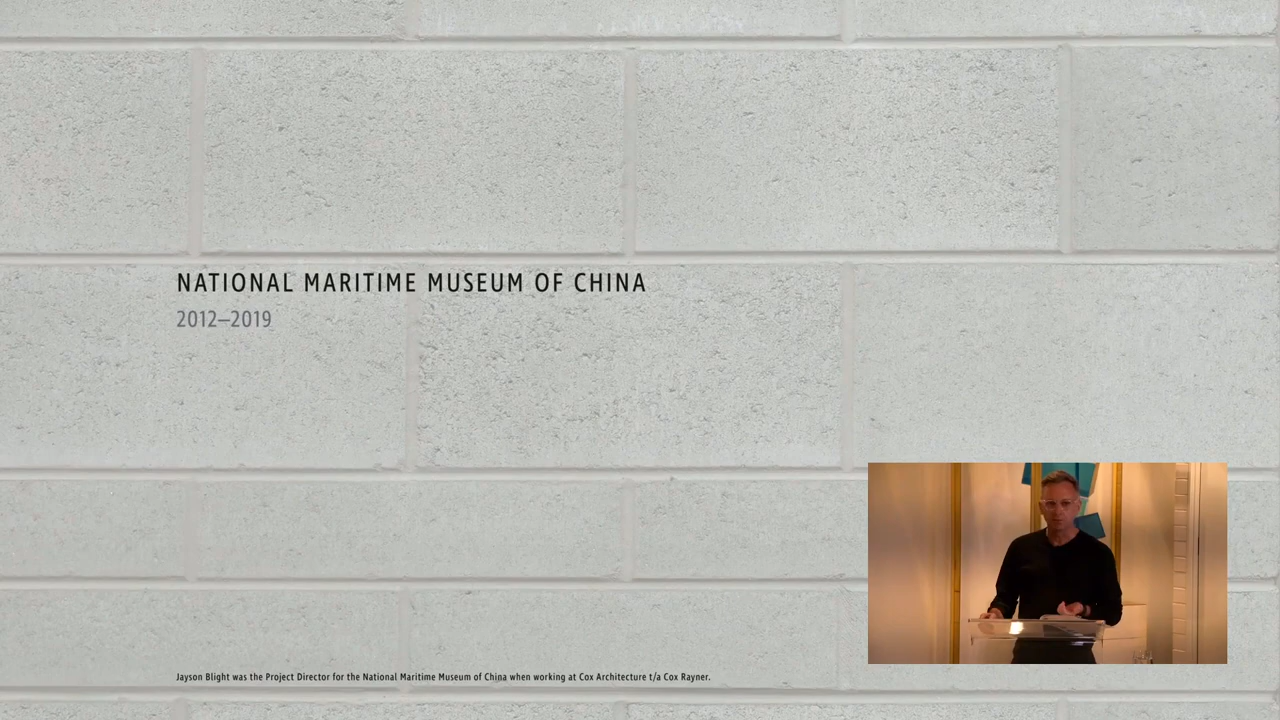 NATIONAL MARITIME MUSEUM OF CHINA
2012–2019
Jayson Blight was the Project Director for the National Maritime Museum of China when working at Cox Architecture t/a Cox Rayner.